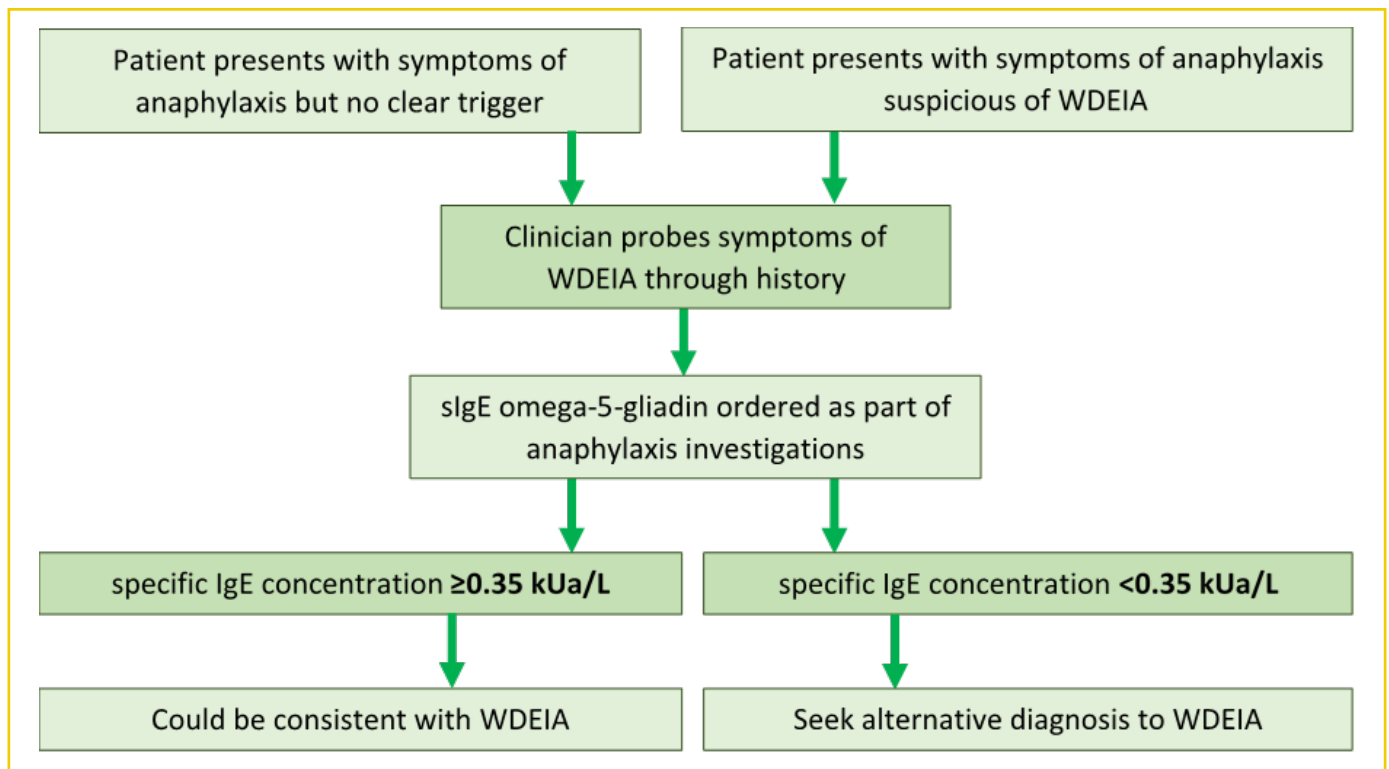 Patient presents with symptoms of
anaphylaxis but no clear trigger
Patient presents with symptoms of anaphylaxis
suspicious of WDEIA
Clinician probes symptoms of
WDEIA through history
sIgE omega-5-gliadin ordered as part of
anaphylaxis investigations
specific IgE concentration ≥0.35 kUa/L
specific IgE concentration <0.35 kUa/L
Could be consistent with WDEIA
Seek alternative diagnosis to WDEIA